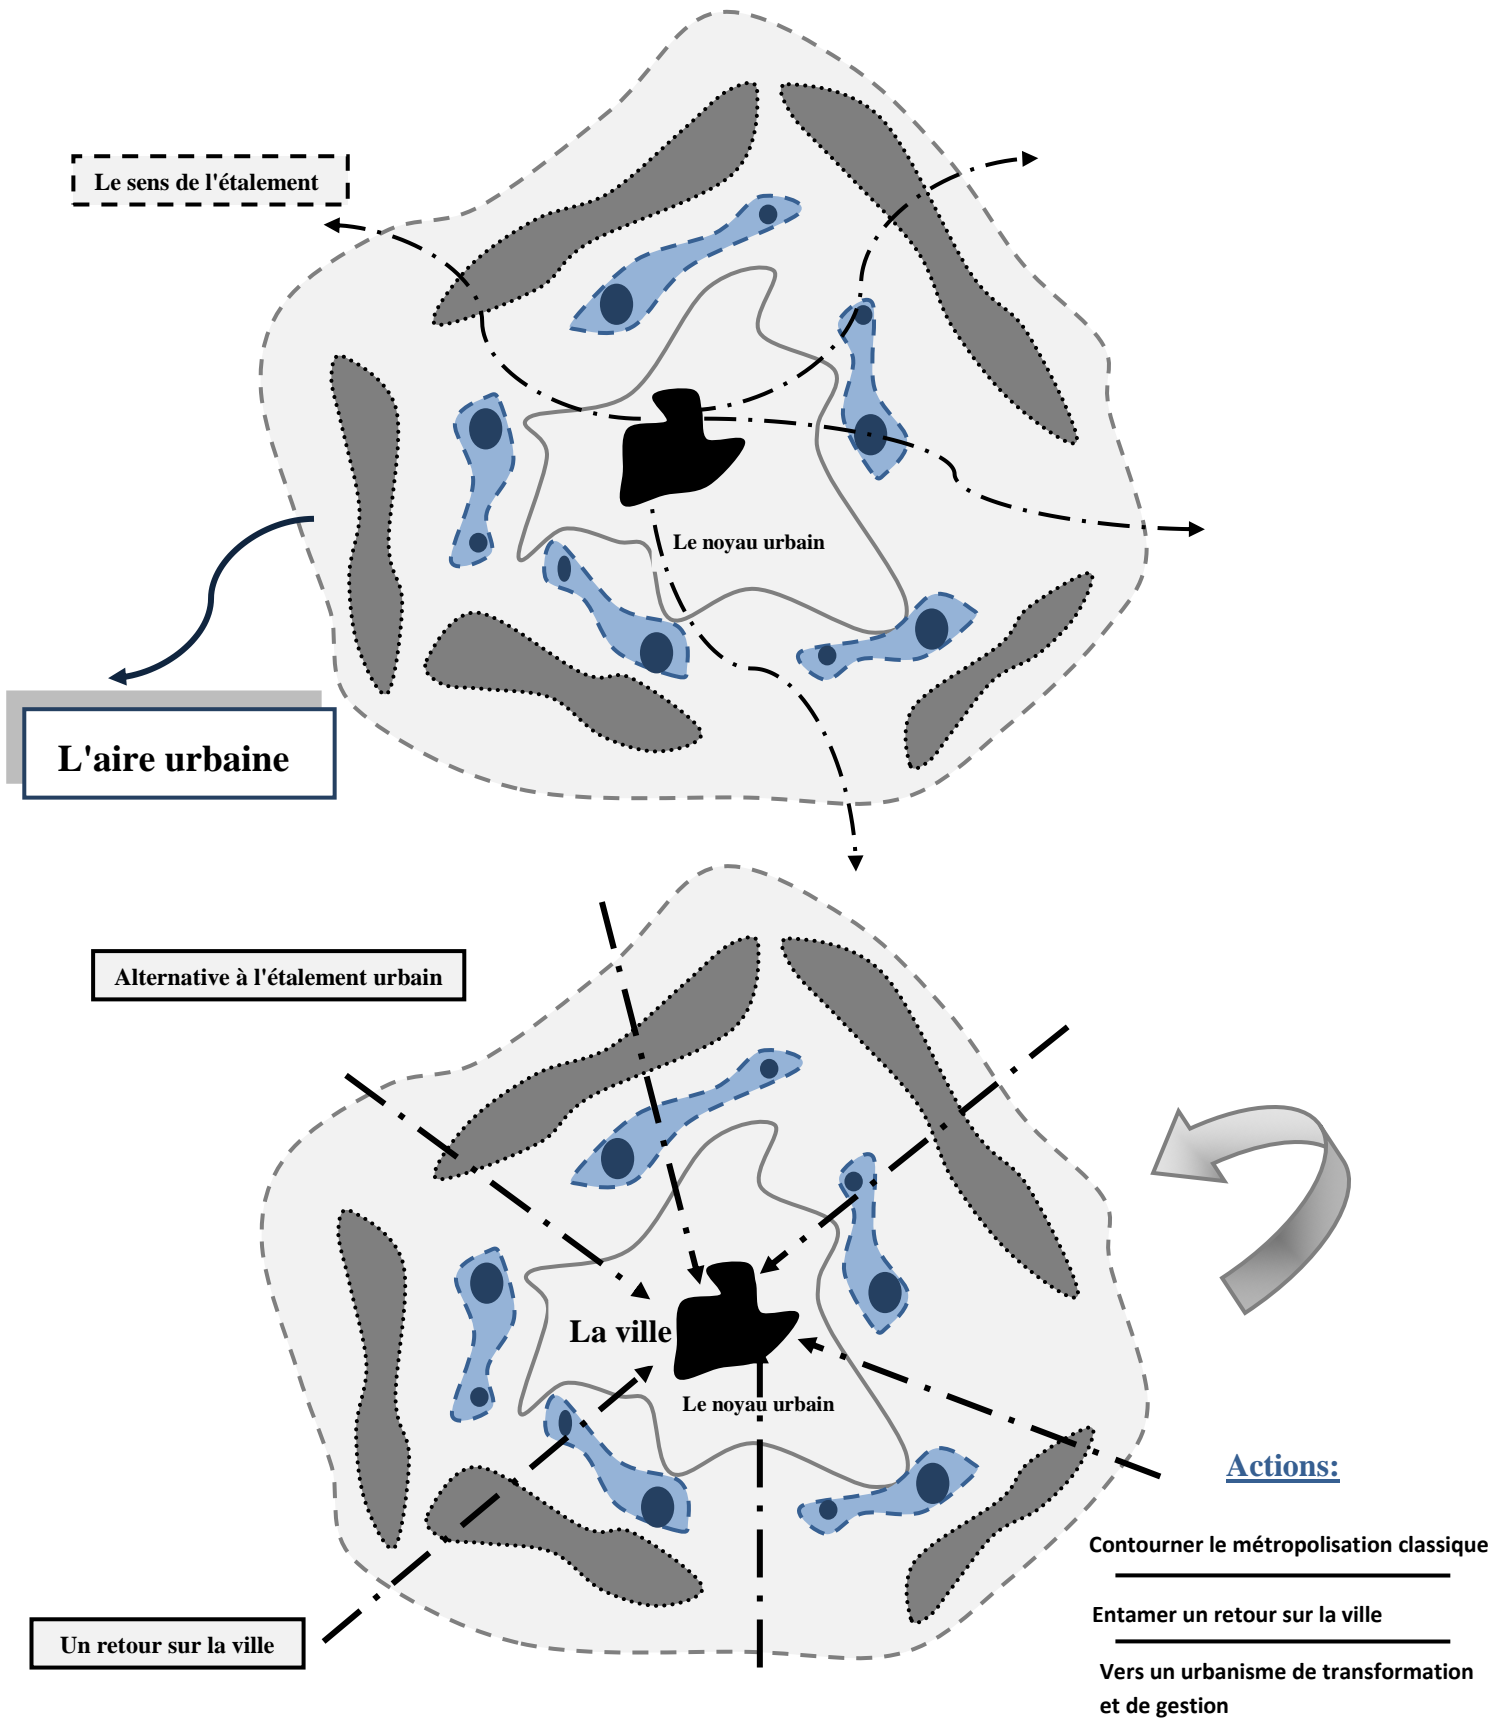 Le sens de l'étalement
Le noyau urbain
L'aire urbaine
Alternative à l'étalement urbain
La ville
Le noyau urbain
Actions:
Contourner le métropolisation classique
Entamer un retour sur la ville
Un retour sur la ville
Vers un urbanisme de transformation
et de gestion